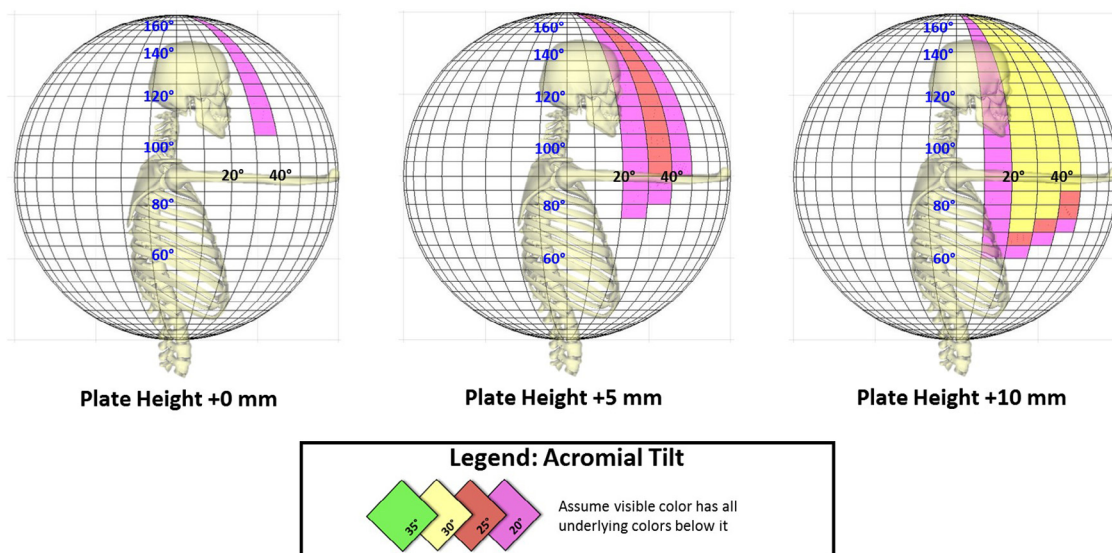 160° 160° 160°
140° 140° 140°
120° 120° 120°
100° 100° 100°
20° 40° 20° 40° 20° 40°
80° 80° 80°
60° 60° 60°
Plate Height +0 mm Plate Height +5 mm Plate Height +10 mm
Legend: Acromial Tilt
35° 30° 25° 20°
Assume visible color has all
underlying colors below it